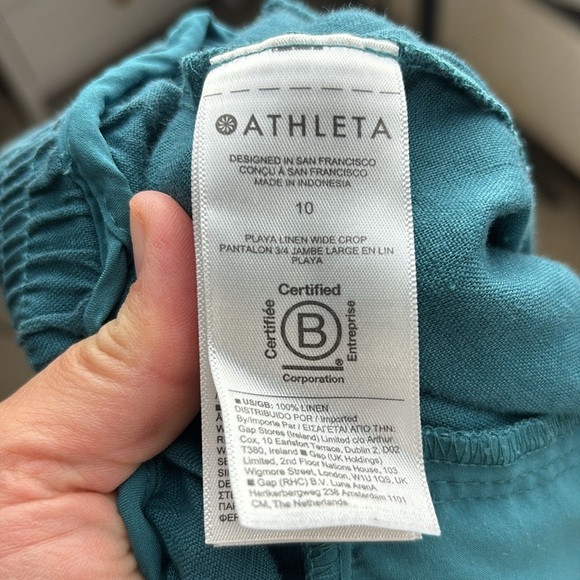 ATHLETA
DESIGNED IN SAN FRANCISCO
CONÇU À SAN FRANCISCO
MADE IN INDONESIA
10
PLAYA LINEN WIDE CROP
PANTALON 3/4 JAMBE LARGE EN LIN
PLAYA
Certified
Certifiée
B
Entreprise
®
Corporation
■ US/GB: 100% LINEN
DISTRIBUIDO POR / Imported
By/Importe Par / ΕΙΣΑΓΕΤΑΙ ΑΠΟ ΤΗΝ:
Gap Stores (Ireland) Limited c/o Arthur
Cox, 10 Earlsfort Terrace, Dublin 2, D02
T380, Ireland ■ Gap (UK Holdings)
Limited, 2nd Floor Nations House, 103
Wigmore Street, London, W1U 1QS, UK
■ Gap (RHC) B.V. Luna ArenA
Herikerbergweg 238 Amsterdam 1101
CM, The Netherlands